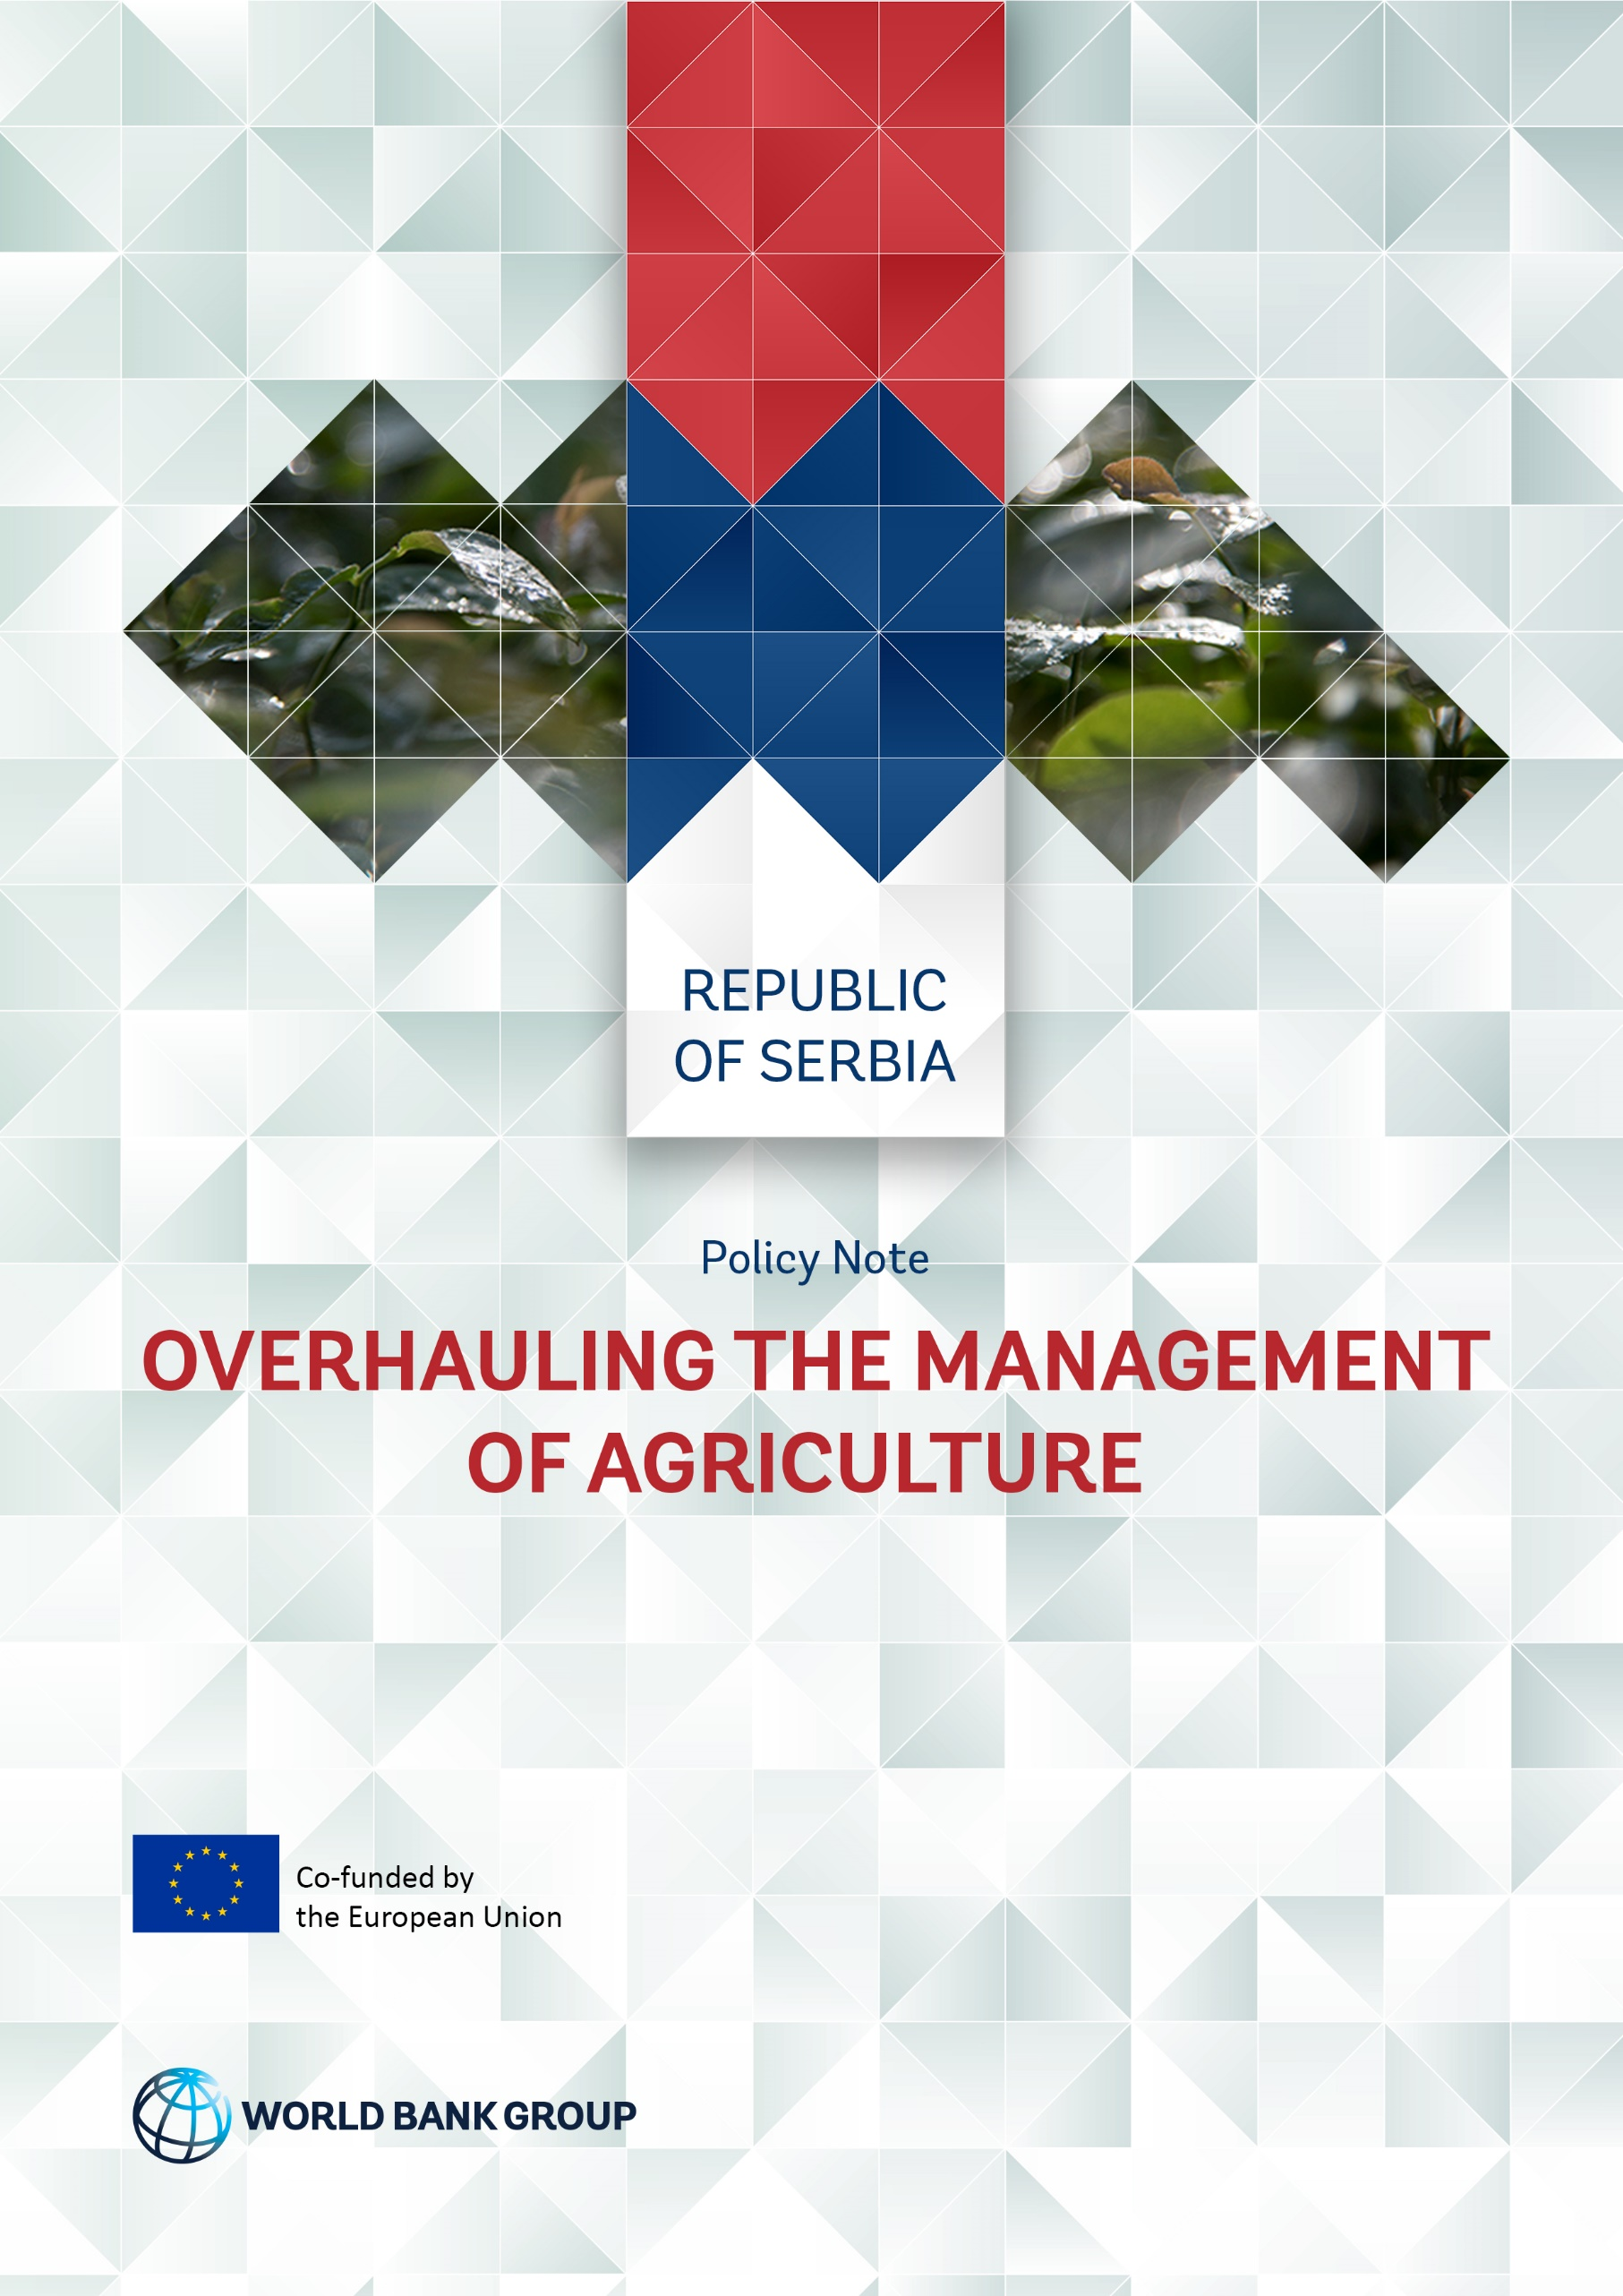 REPUBLIC
OF SERBIA
Policy Note
OVERHAULING THE MANAGEMENT
OF AGRICULTURE
Co-funded by
the European Union
WORLD BANK GROUP